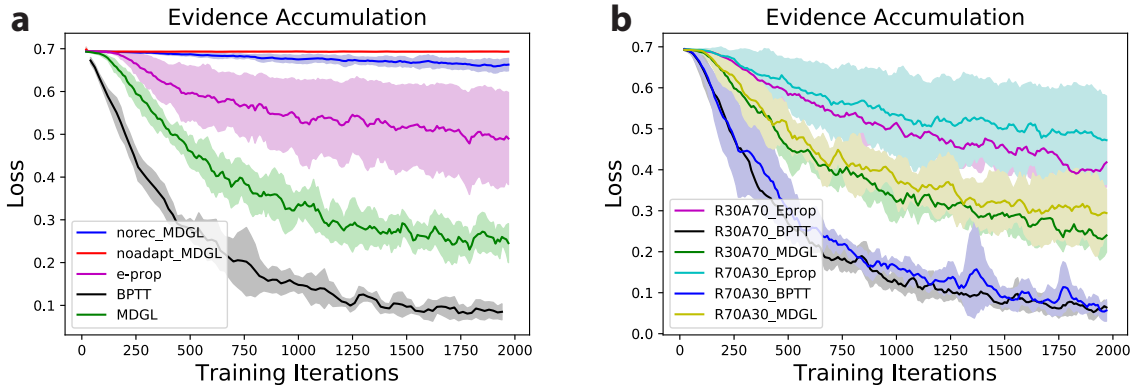 a
Evidence Accumulation
Loss
0.7
0.6
0.5
0.4
0.3
0.2
0.1
norec_MDGL
noadapt_MDGL
e-prop
BPTT
MDGL
0 250 500 750 1000 1250 1500 1750 2000
Training Iterations
b
Evidence Accumulation
Loss
0.7
0.6
0.5
0.4
0.3
0.2
0.1
0.0
R30A70_Eprop
R30A70_BPTT
R30A70_MDGL
R70A30_Eprop
R70A30_BPTT
R70A30_MDGL
0 250 500 750 1000 1250 1500 1750 2000
Training Iterations